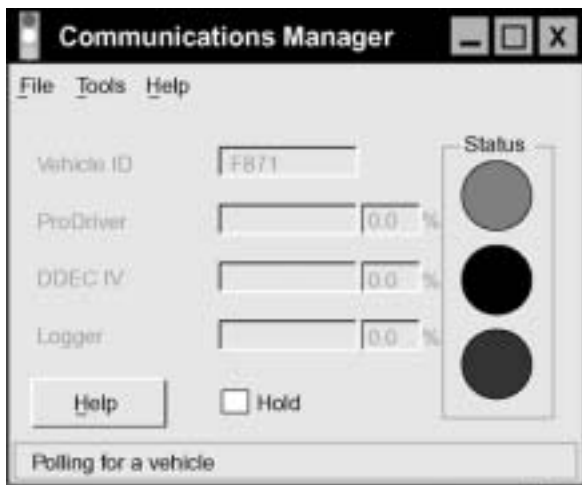 Communications Manager
File Tools Help
Status
Vehicle ID F871
ProDriver 0.0 %
DDEC IV 0.0 %
Logger 0.0 %
Help Hold
Polling for a vehicle